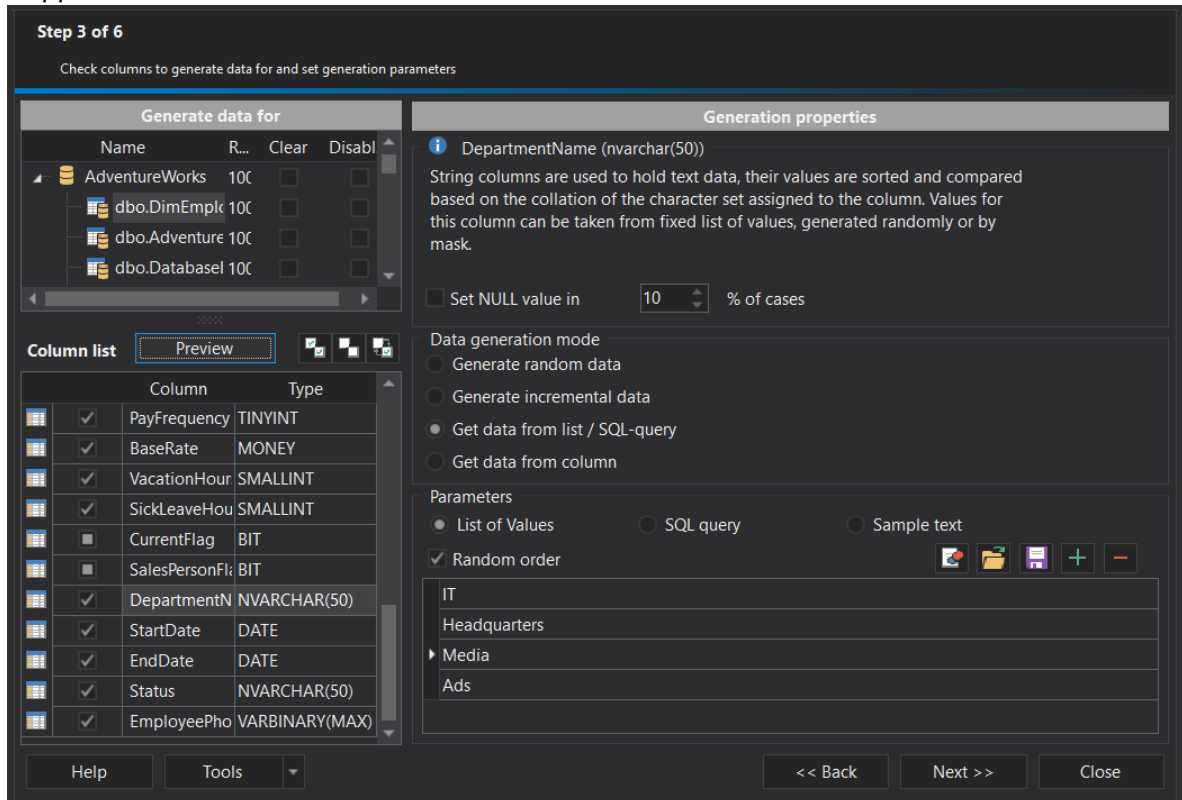 Step 3 of 6
Check columns to generate data for and set generation parameters
Generate data for
Name R... Clear Disabl
AdventureWorks 100
dbo.DimEmplo 100
dbo.Adventure 100
dbo.DatabaseI 100
Column list Preview
Column Type
PayFrequency TINYINT
BaseRate MONEY
VacationHour SMALLINT
SickLeaveHou SMALLINT
CurrentFlag BIT
SalesPersonFla BIT
DepartmentN NVARCHAR(50)
StartDate DATE
EndDate DATE
Status NVARCHAR(50)
EmployeePho VARBINARY(MAX)
Generation properties
DepartmentName (nvarchar(50))
String columns are used to hold text data, their values are sorted and compared
based on the collation of the character set assigned to the column. Values for
this column can be taken from fixed list of values, generated randomly or by
mask.
Set NULL value in 10 % of cases
Data generation mode
Generate random data
Generate incremental data
Get data from list / SQL-query
Get data from column
Parameters
List of Values SQL query Sample text
Random order
IT
Headquarters
Media
Ads
Help Tools << Back Next >> Close